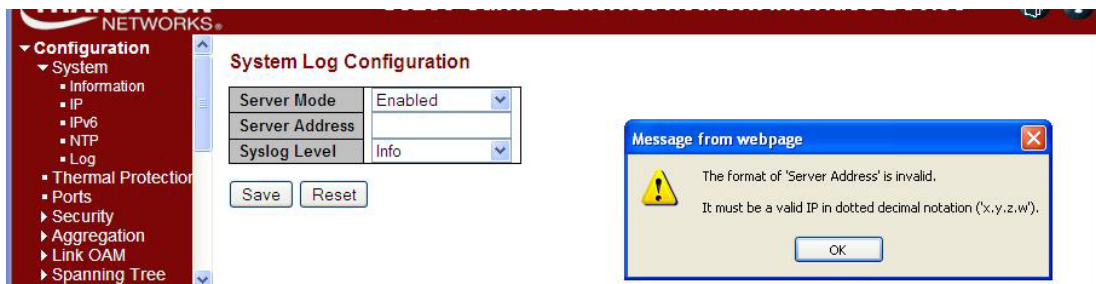 NETWORKS®
Configuration
System
Information
IP
IPv6
NTP
Log
Thermal Protection
Ports
Security
Aggregation
Link OAM
Spanning Tree
System Log Configuration
Server Mode Enabled
Server Address
Syslog Level Info
Save Reset
Message from webpage
The format of 'Server Address' is invalid.
It must be a valid IP in dotted decimal notation ('x.y.z.w').
OK